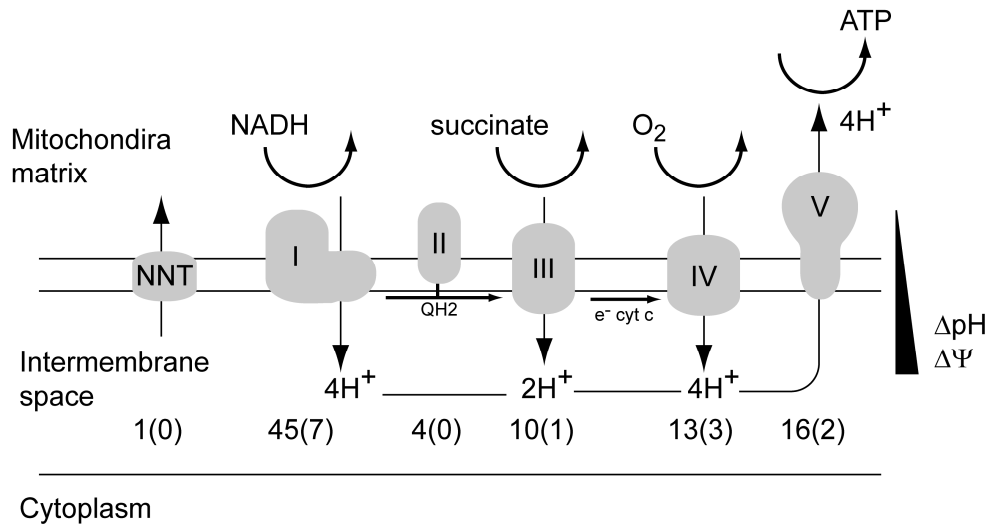 ATP
4H+
NADH
succinate
O2
Mitochondira
matrix
NNT
I
II
III
IV
V
QH2
e- cyt c
ΔpH
ΔΨ
Intermembrane
space
4H+
2H+
4H+
1(0)
45(7)
4(0)
10(1)
13(3)
16(2)
Cytoplasm